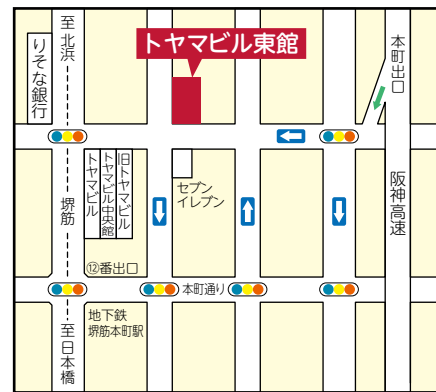 至北浜
りそな銀行
トヤマビル東館
本町出口
トヤマビル
トヤマビル中央館
旧トヤマビル
セブン
イレブン
堺筋
阪神高速
⑫番出口
本町通り
地下鉄
堺筋本町駅
至日本橋